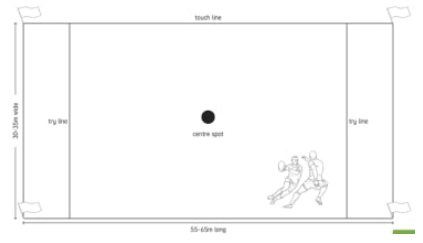 touch line
30-35m wide
try line
try line
centre spot
55-65m long